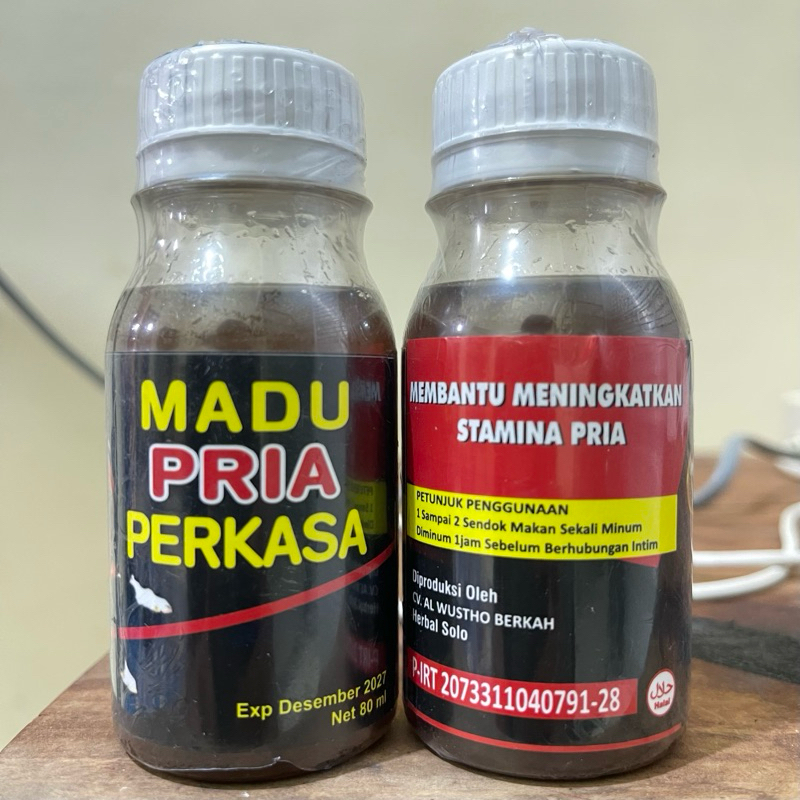 MADU
PRIA
PERKASA
Exp Desember 2027
Net 80 ml
MEMBANTU MENINGKATKAN
STAMINA PRIA
PETUNJUK PENGGUNAAN
1 Sampai 2 Sendok Makan Sekali Minum
Diminum 1jam Sebelum Berhubungan Intim
Diproduksi Oleh
CV. AL WUSTHO BERKAH
Herbal Solo
P-IRT 2073311040791-28
حلال
Halal